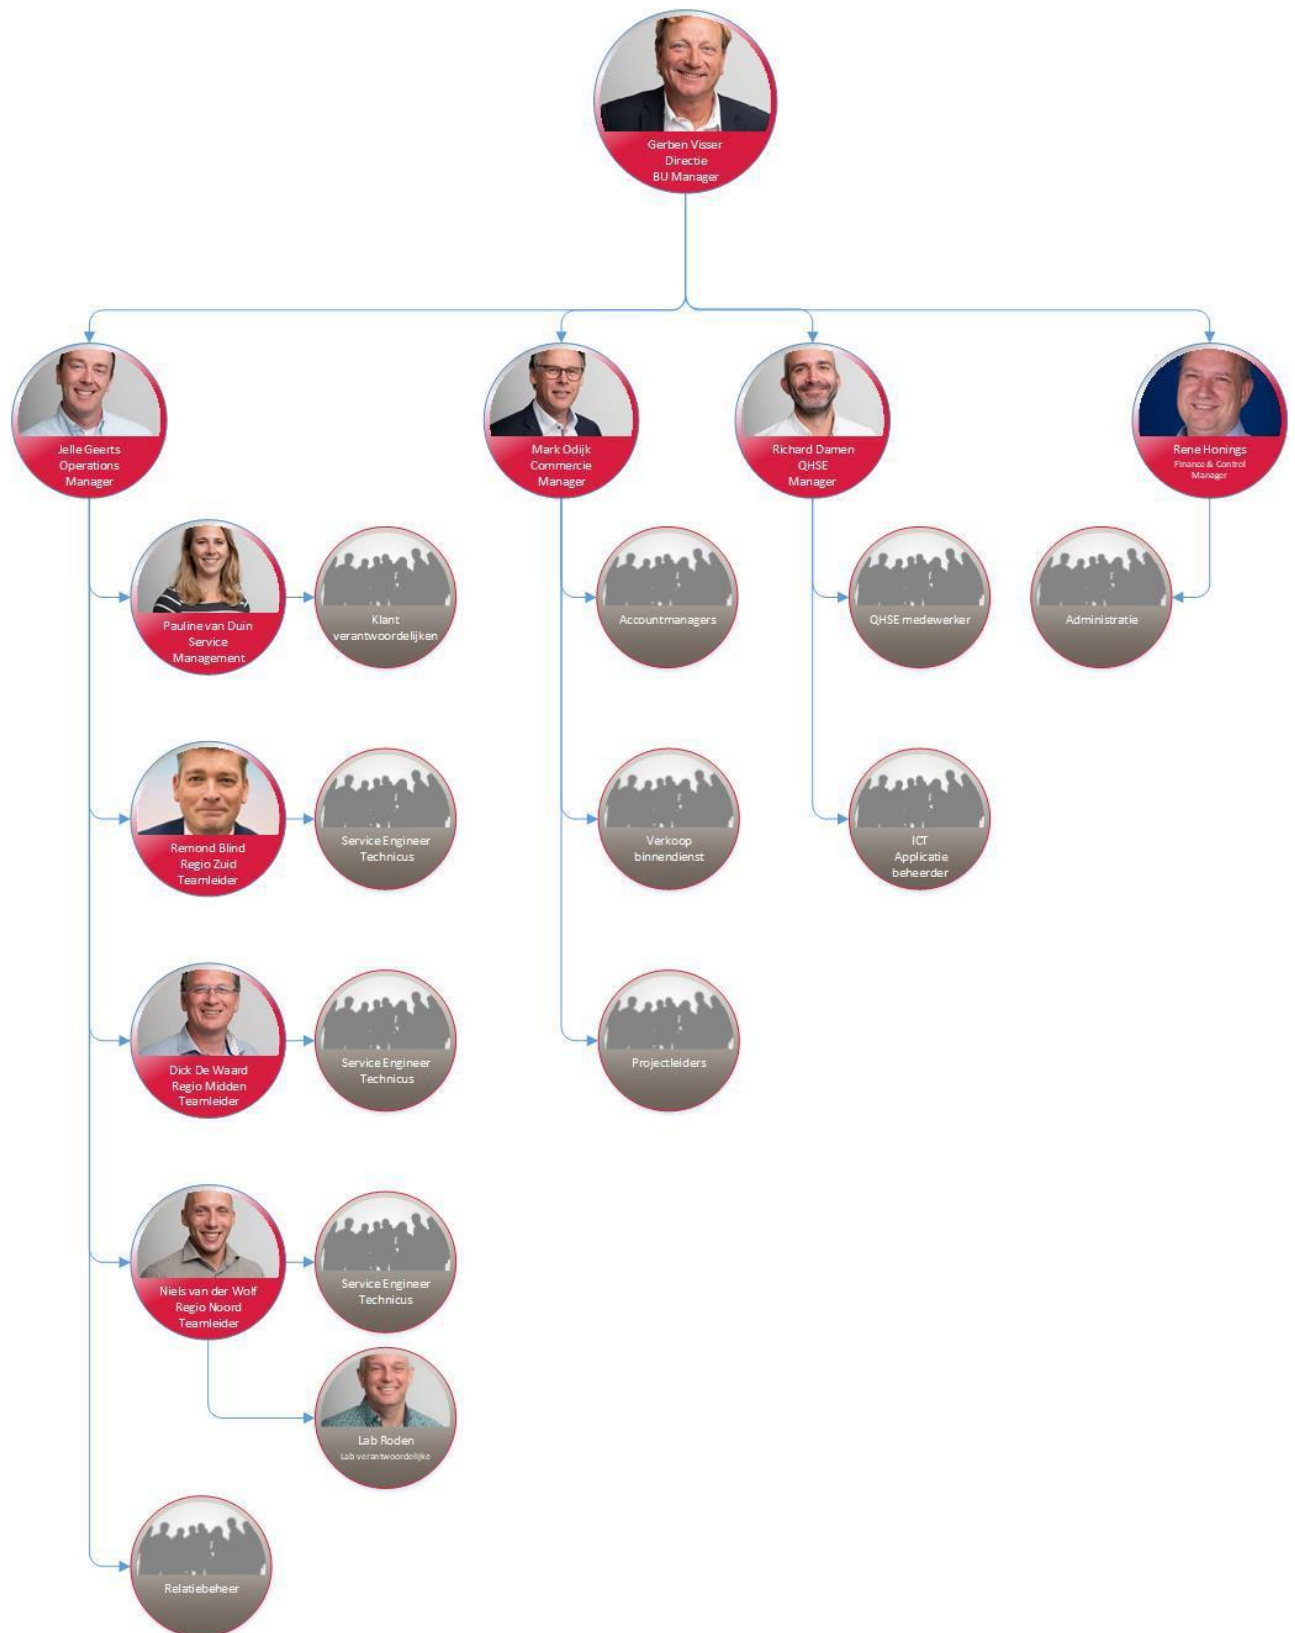 Gerben Visser
Directie
BU Manager
Jelle Geerts
Operations
Manager
Mark Odijk
Commercie
Manager
Richard Damen
QHSE
Manager
Rene Honings
Finance & Control
Manager
Pauline van Duin
Service
Management
Klant
verantwoordelijken
Accountmanagers
QHSE medewerker
Administratie
Remond Blind
Regio Zuid
Teamleider
Service Engineer
Technicus
Verkoop
binnendienst
ICT
Applicatie
beheerder
Dick De Waard
Regio Midden
Teamleider
Service Engineer
Technicus
Projectleiders
Niels van der Wolf
Regio Noord
Teamleider
Service Engineer
Technicus
Lab Roden
Lab verantwoordelijke
Relatiebeheer